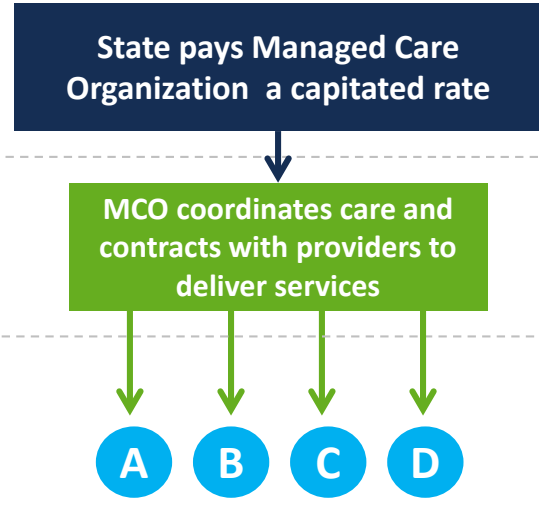 State pays Managed Care
Organization  a capitated rate
MCO coordinates care and
contracts with providers to
deliver services
A B C D